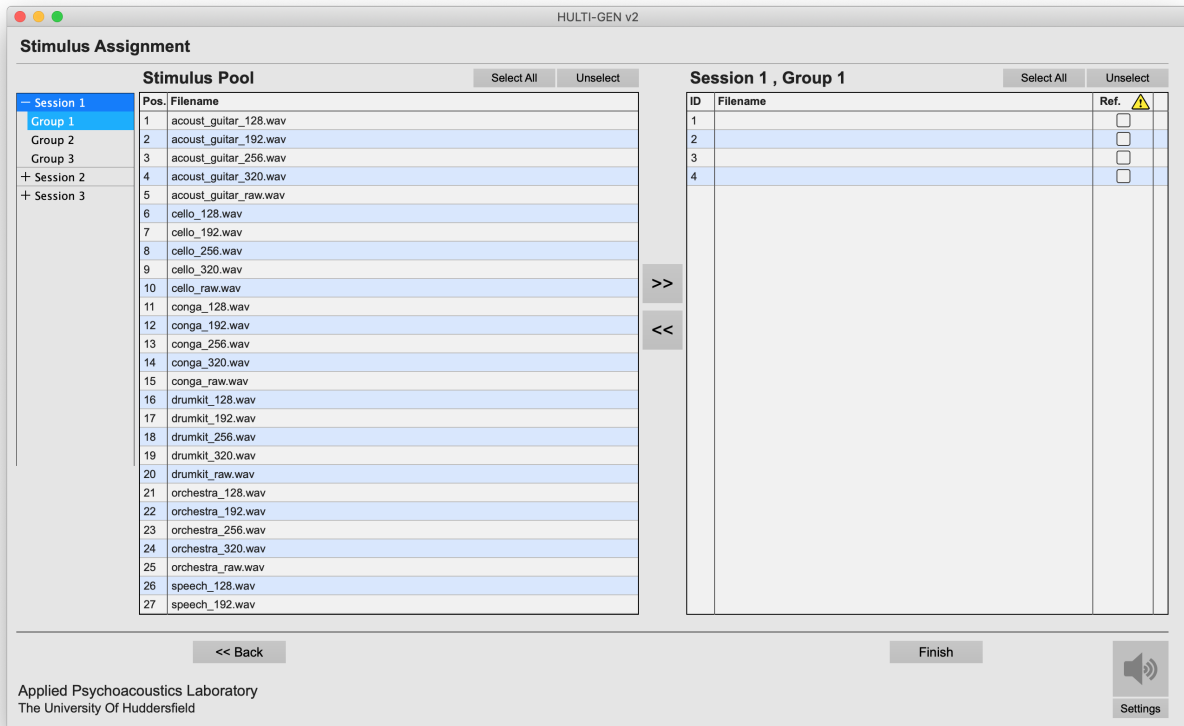 HULTI-GEN v2
Stimulus Assignment
Stimulus Pool
Select All
Unselect
Session 1 , Group 1
Select All
Unselect
— Session 1
Group 1
Group 2
Group 3
+ Session 2
+ Session 3
Pos. Filename
1 acoust_guitar_128.wav
2 acoust_guitar_192.wav
3 acoust_guitar_256.wav
4 acoust_guitar_320.wav
5 acoust_guitar_raw.wav
6 cello_128.wav
7 cello_192.wav
8 cello_256.wav
9 cello_320.wav
10 cello_raw.wav
11 conga_128.wav
12 conga_192.wav
13 conga_256.wav
14 conga_320.wav
15 conga_raw.wav
16 drumkit_128.wav
17 drumkit_192.wav
18 drumkit_256.wav
19 drumkit_320.wav
20 drumkit_raw.wav
21 orchestra_128.wav
22 orchestra_192.wav
23 orchestra_256.wav
24 orchestra_320.wav
25 orchestra_raw.wav
26 speech_128.wav
27 speech_192.wav
>>
<<
ID Filename Ref.
1
2
3
4
<< Back
Finish
Applied Psychoacoustics Laboratory
The University Of Huddersfield
Settings